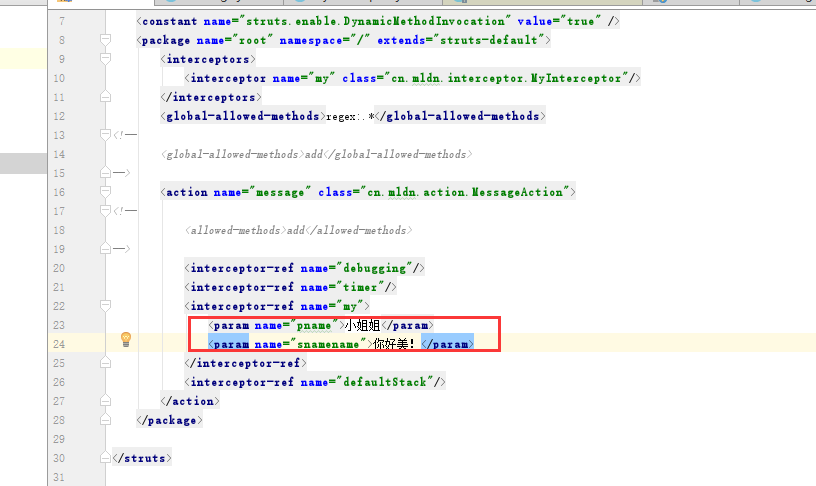 7 <constant name="struts.enable.DynamicMethodInvocation" value="true" />
8 <package name="root" namespace="/" extends="struts-default">
9 <interceptors>
10 <interceptor name="my" class="cn.mldn.interceptor.MyInterceptor"/>
11 </interceptors>
12 <global-allowed-methods>regex:.*</global-allowed-methods>
13 <!--
14 <global-allowed-methods>add</global-allowed-methods>
15 -->
16 <action name="message" class="cn.mldn.action.MessageAction">
17 <!--
18 <allowed-methods>add</allowed-methods>
19 -->
20 <interceptor-ref name="debugging"/>
21 <interceptor-ref name="timer"/>
22 <interceptor-ref name="my">
23 <param name="pname">小姐姐</param>
24 <param name="snamename">你好美！</param>
25 </interceptor-ref>
26 <interceptor-ref name="defaultStack"/>
27 </action>
28 </package>
29
30 </struts>
31